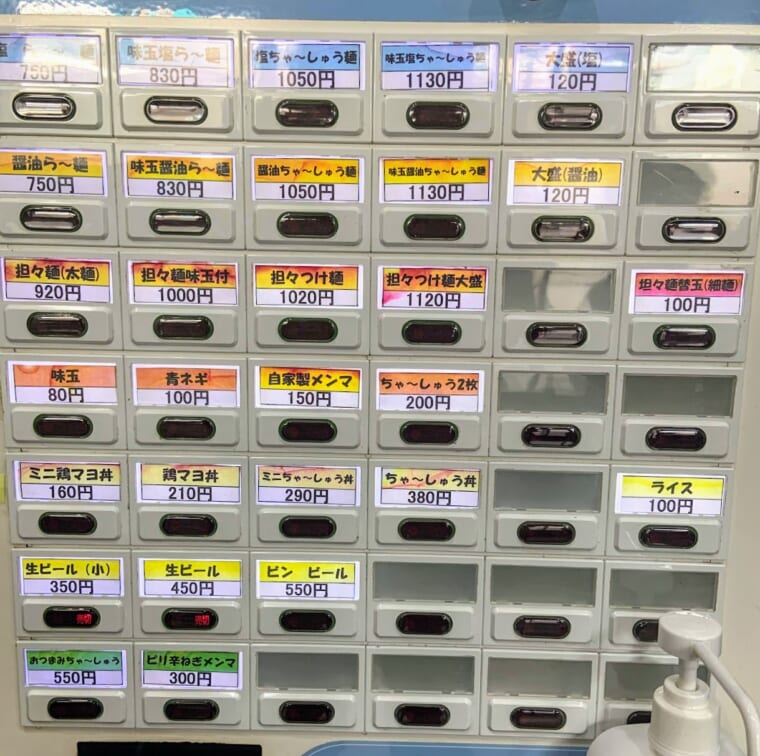 塩ら～麺
750円
味玉塩ら～麺
830円
塩ちゃ～しゅう麺
1050円
味玉塩ちゃ～しゅう麺
1130円
大盛(塩)
120円
醤油ら～麺
750円
味玉醤油ら～麺
830円
醤油ちゃ～しゅう麺
1050円
味玉醤油ちゃ～しゅう麺
1130円
大盛(醤油)
120円
担々麺(太麺)
920円
担々麺味玉付
1000円
担々つけ麺
1020円
担々つけ麺大盛
1120円
担々麺替玉(細麺)
100円
味玉
80円
青ネギ
100円
自家製メンマ
150円
ちゃ～しゅう2枚
200円
ミニ鶏マヨ丼
160円
鶏マヨ丼
210円
ミニちゃ～しゅう丼
290円
ちゃ～しゅう丼
380円
ライス
100円
生ビール（小）
350円
売切
生ビール
450円
売切
ビン　ビール
550円
おつまみちゃ～しゅう
550円
ピリ辛ねぎメンマ
300円